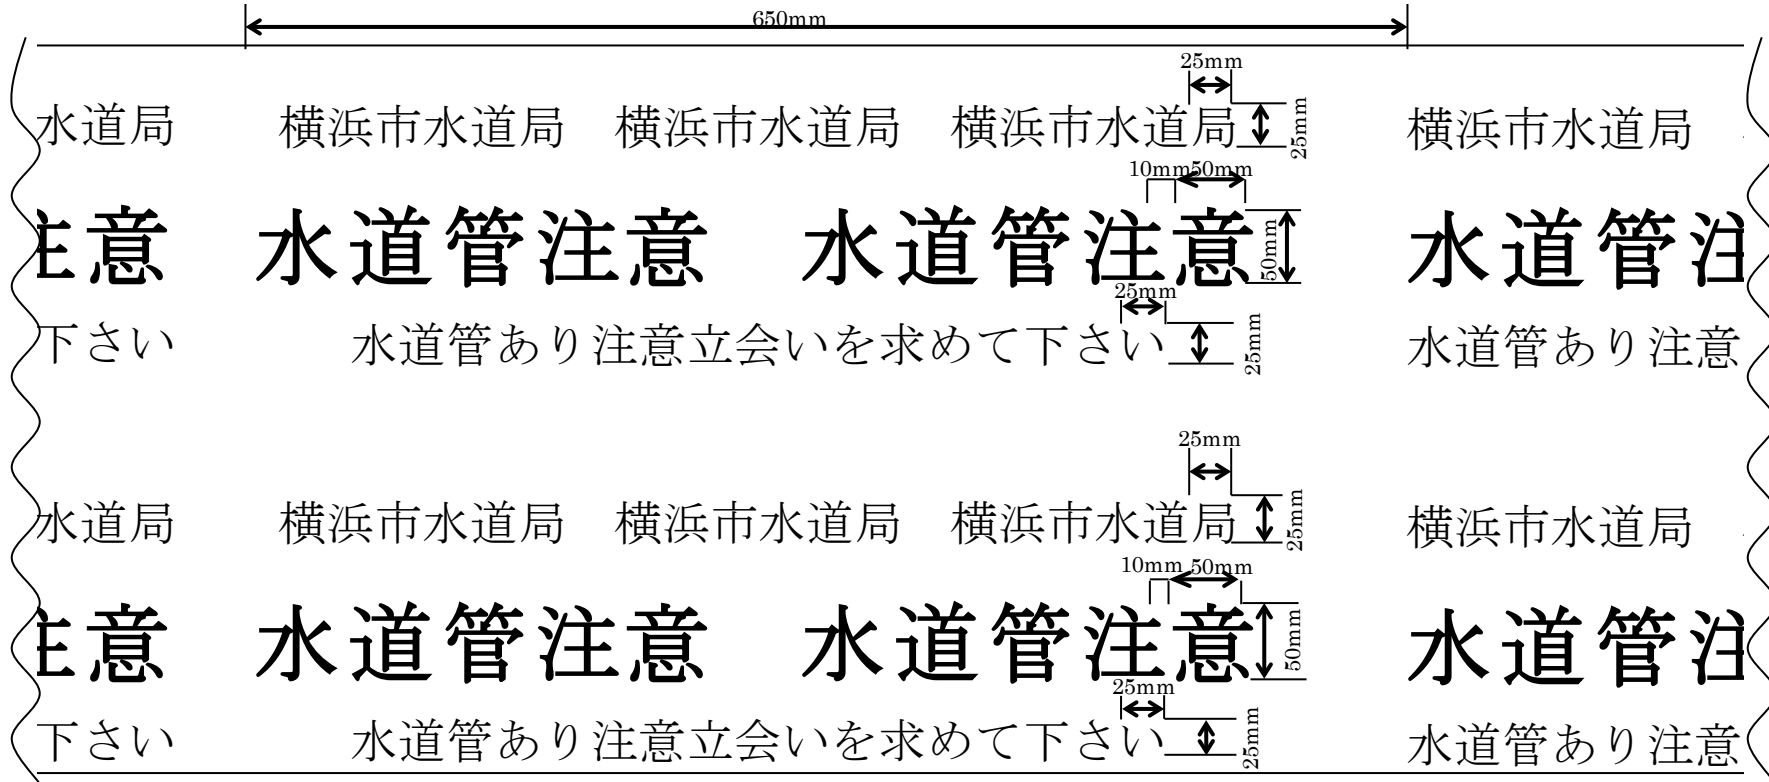 650mm
25mm
水道局 横浜市水道局 横浜市水道局 横浜市水道局 25mm 横浜市水道局
10mm 50mm
注意 水道管注意 水道管注意 50mm 水道管注
25mm
下さい 水道管あり注意立会いを求めて下さい 25mm 水道管あり注意
25mm
水道局 横浜市水道局 横浜市水道局 横浜市水道局 25mm 横浜市水道局
10mm 50mm
注意 水道管注意 水道管注意 50mm 水道管注
25mm
下さい 水道管あり注意立会いを求めて下さい 25mm 水道管あり注意